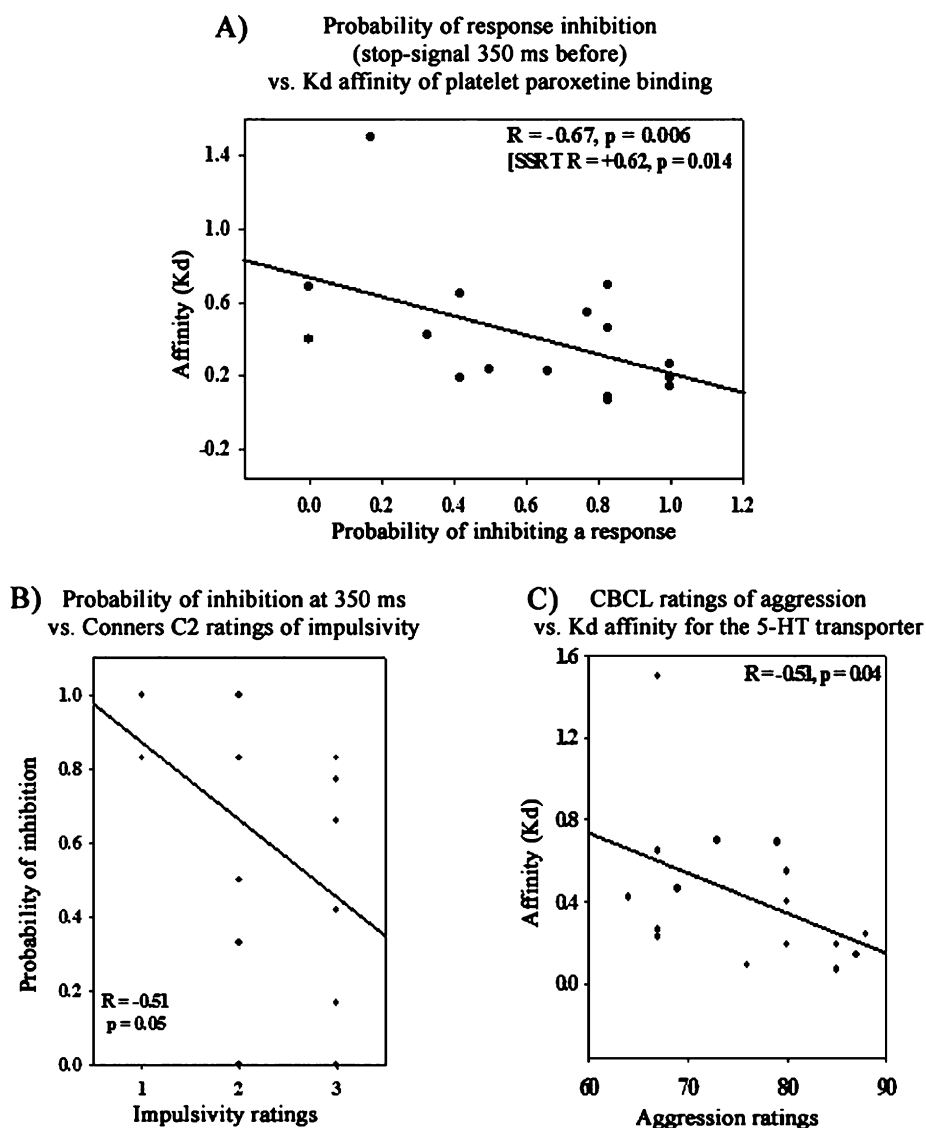 A) Probability of response inhibition
(stop-signal 350 ms before)
vs. Kd affinity of platelet paroxetine binding
R = -0.67, p = 0.006
[SSRT R = +0.62, p = 0.014
1.4
1.0
0.6
0.2
-0.2
Affinity (Kd)
0.0 0.2 0.4 0.6 0.8 1.0 1.2
Probability of inhibiting a response
B) Probability of inhibition at 350 ms
vs. Conners C2 ratings of impulsivity
1.0
0.8
0.6
0.4
0.2
0.0
Probability of inhibition
R = -0.51
p = 0.05
1 2 3
Impulsivity ratings
C) CBCL ratings of aggression
vs. Kd affinity for the 5-HT transporter
R = -0.51, p = 0.04
1.6
1.2
0.8
0.4
0.0
Affinity (Kd)
60 70 80 90
Aggression ratings